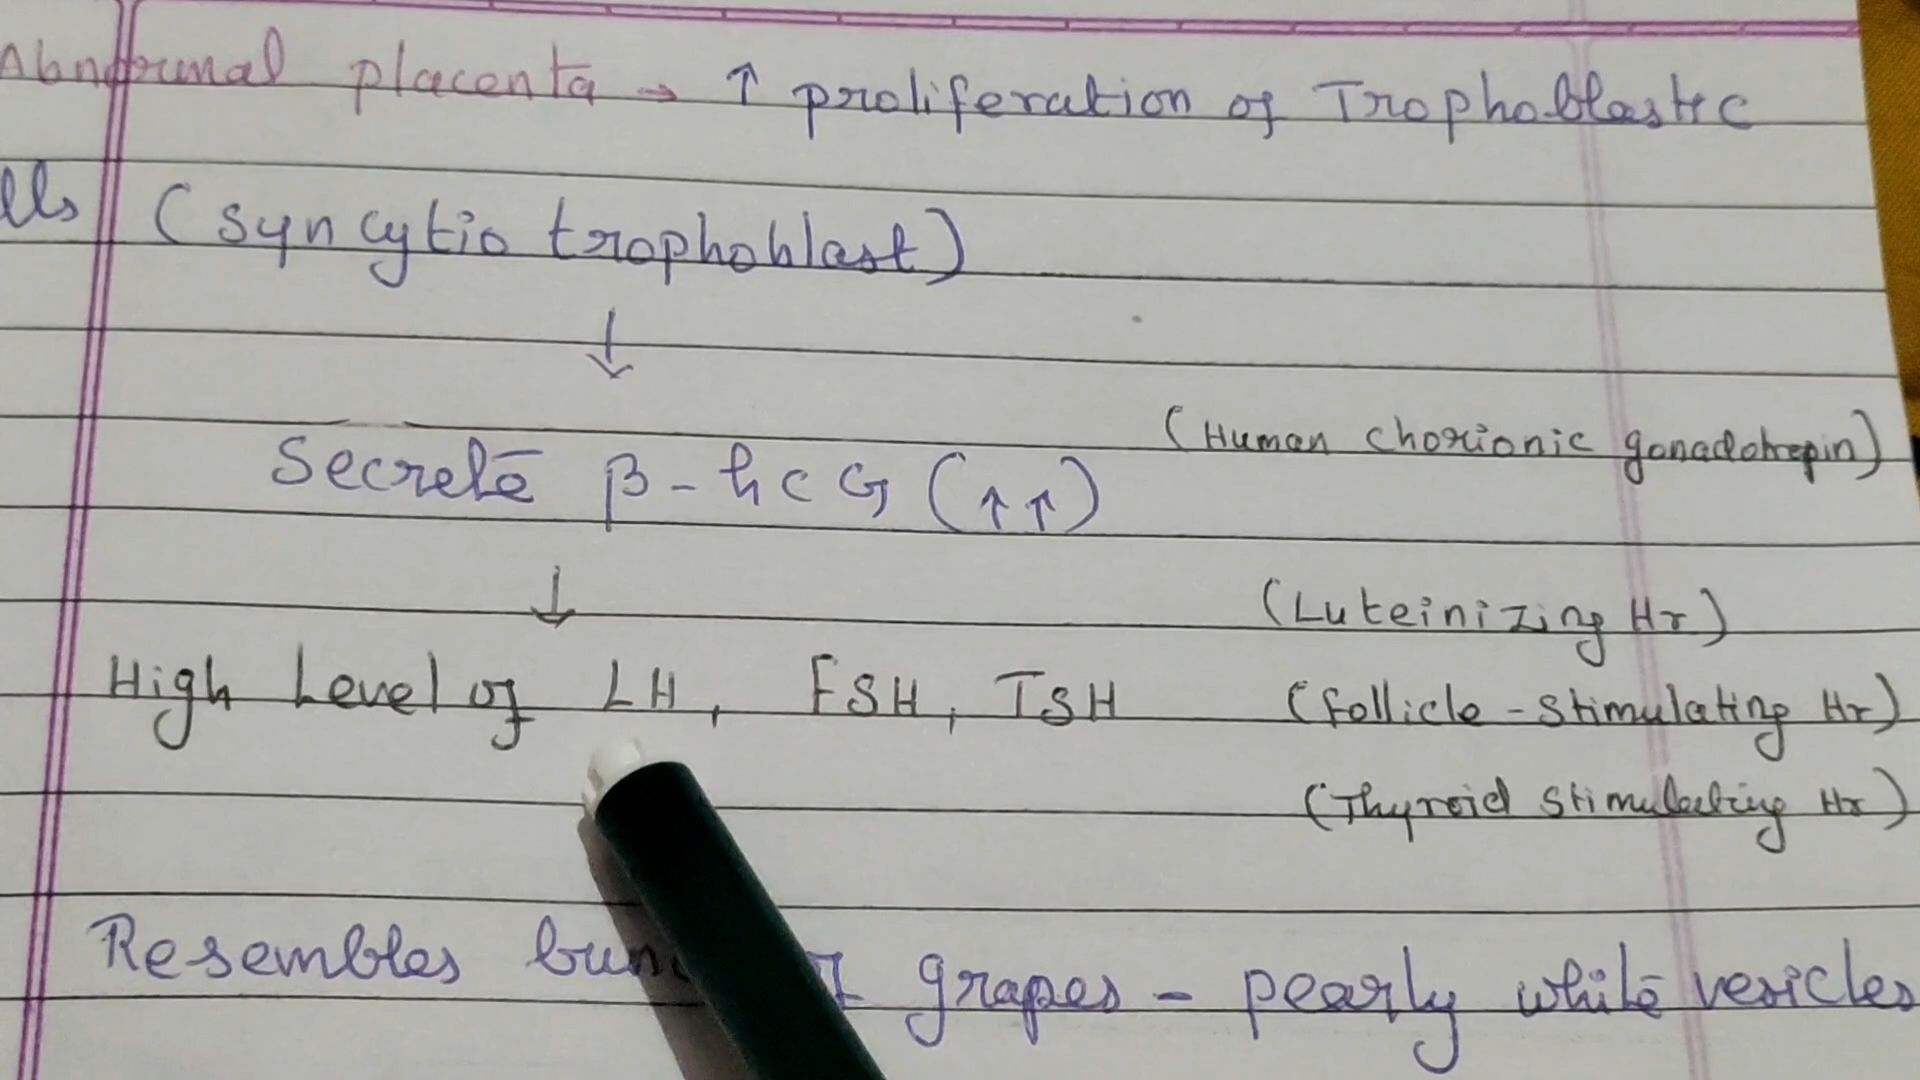 Abnormal placenta → ↑ proliferation of Trophoblastic
lls (syncytio trophoblast)
↓
Secrete β-hCG (↑↑) (Human chorionic gonadotropin)
↓
(Luteinizing Hr)
High Level of LH, FSH, TSH (Follicle-stimulating Hr)
(Thyroid stimulating Hr)
Resembles grapes - pearly white vesicles